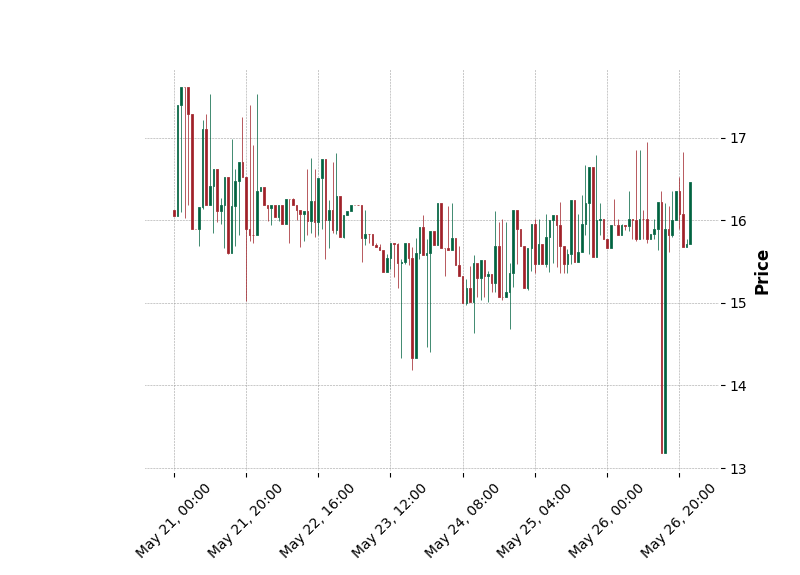 17
16
15
14
13
Price
May 21, 00:00
May 21, 20:00
May 22, 16:00
May 23, 12:00
May 24, 08:00
May 25, 04:00
May 26, 00:00
May 26, 20:00